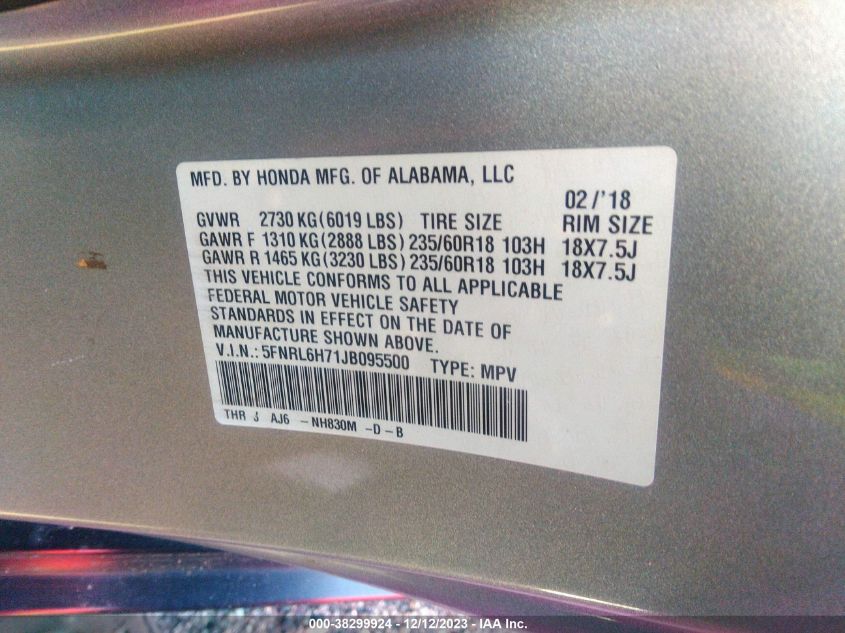 MFD. BY HONDA MFG. OF ALABAMA, LLC
02/'18
GVWR 2730 KG(6019 LBS) TIRE SIZE RIM SIZE
GAWR F 1310 KG(2888 LBS) 235/60R18 103H 18X7.5J
GAWR R 1465 KG(3230 LBS) 235/60R18 103H 18X7.5J
THIS VEHICLE CONFORMS TO ALL APPLICABLE
FEDERAL MOTOR VEHICLE SAFETY
STANDARDS IN EFFECT ON THE DATE OF
MANUFACTURE SHOWN ABOVE.
V.I.N.: 5FNRL6H71JB095500 TYPE: MPV
THR J AJ6 -NH830M -D-B
000-38299924 - 12/12/2023 - IAA Inc.